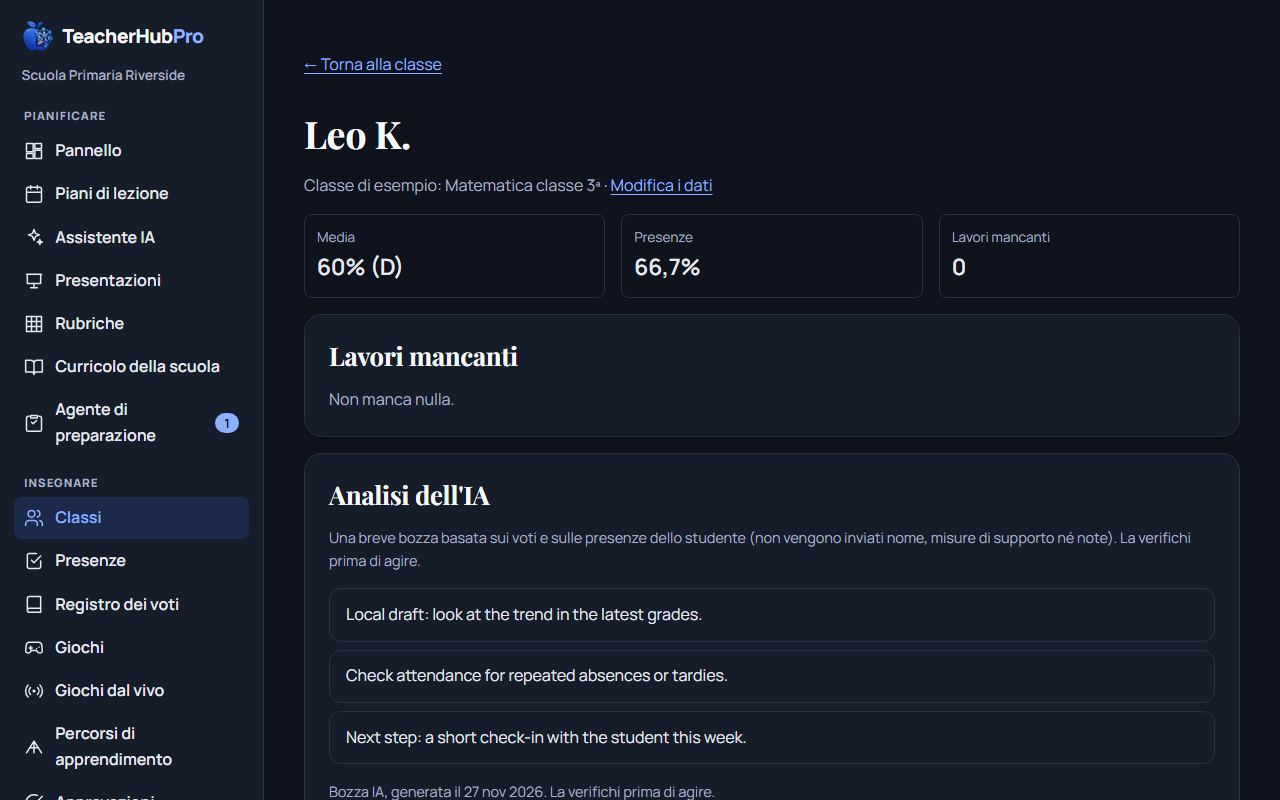 TeacherHubPro
Scuola Primaria Riverside
PIANIFICARE
Pannello
Piani di lezione
Assistente IA
Presentazioni
Rubriche
Curricolo della scuola
Agente di
preparazione
1
INSEGNARE
Classi
Presenze
Registro dei voti
Giochi
Giochi dal vivo
Percorsi di
apprendimento
← Torna alla classe
Leo K.
Classe di esempio: Matematica classe 3ª · Modifica i dati
Media
60% (D)
Presenze
66,7%
Lavori mancanti
0
Lavori mancanti
Non manca nulla.
Analisi dell'IA
Una breve bozza basata sui voti e sulle presenze dello studente (non vengono inviati nome, misure di supporto né note). La verifichi
prima di agire.
Local draft: look at the trend in the latest grades.
Check attendance for repeated absences or tardies.
Next step: a short check-in with the student this week.
Bozza IA, generata il 27 nov 2026. La verifichi prima di agire.